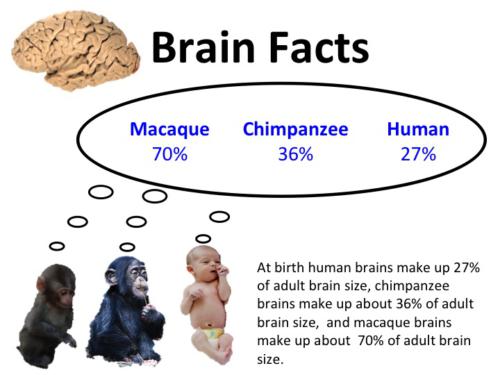 Brain Facts
Macaque Chimpanzee Human
70% 36% 27%
At birth human brains make up 27%
of adult brain size, chimpanzee
brains make up about 36% of adult
brain size, and macaque brains
make up about 70% of adult brain
size.